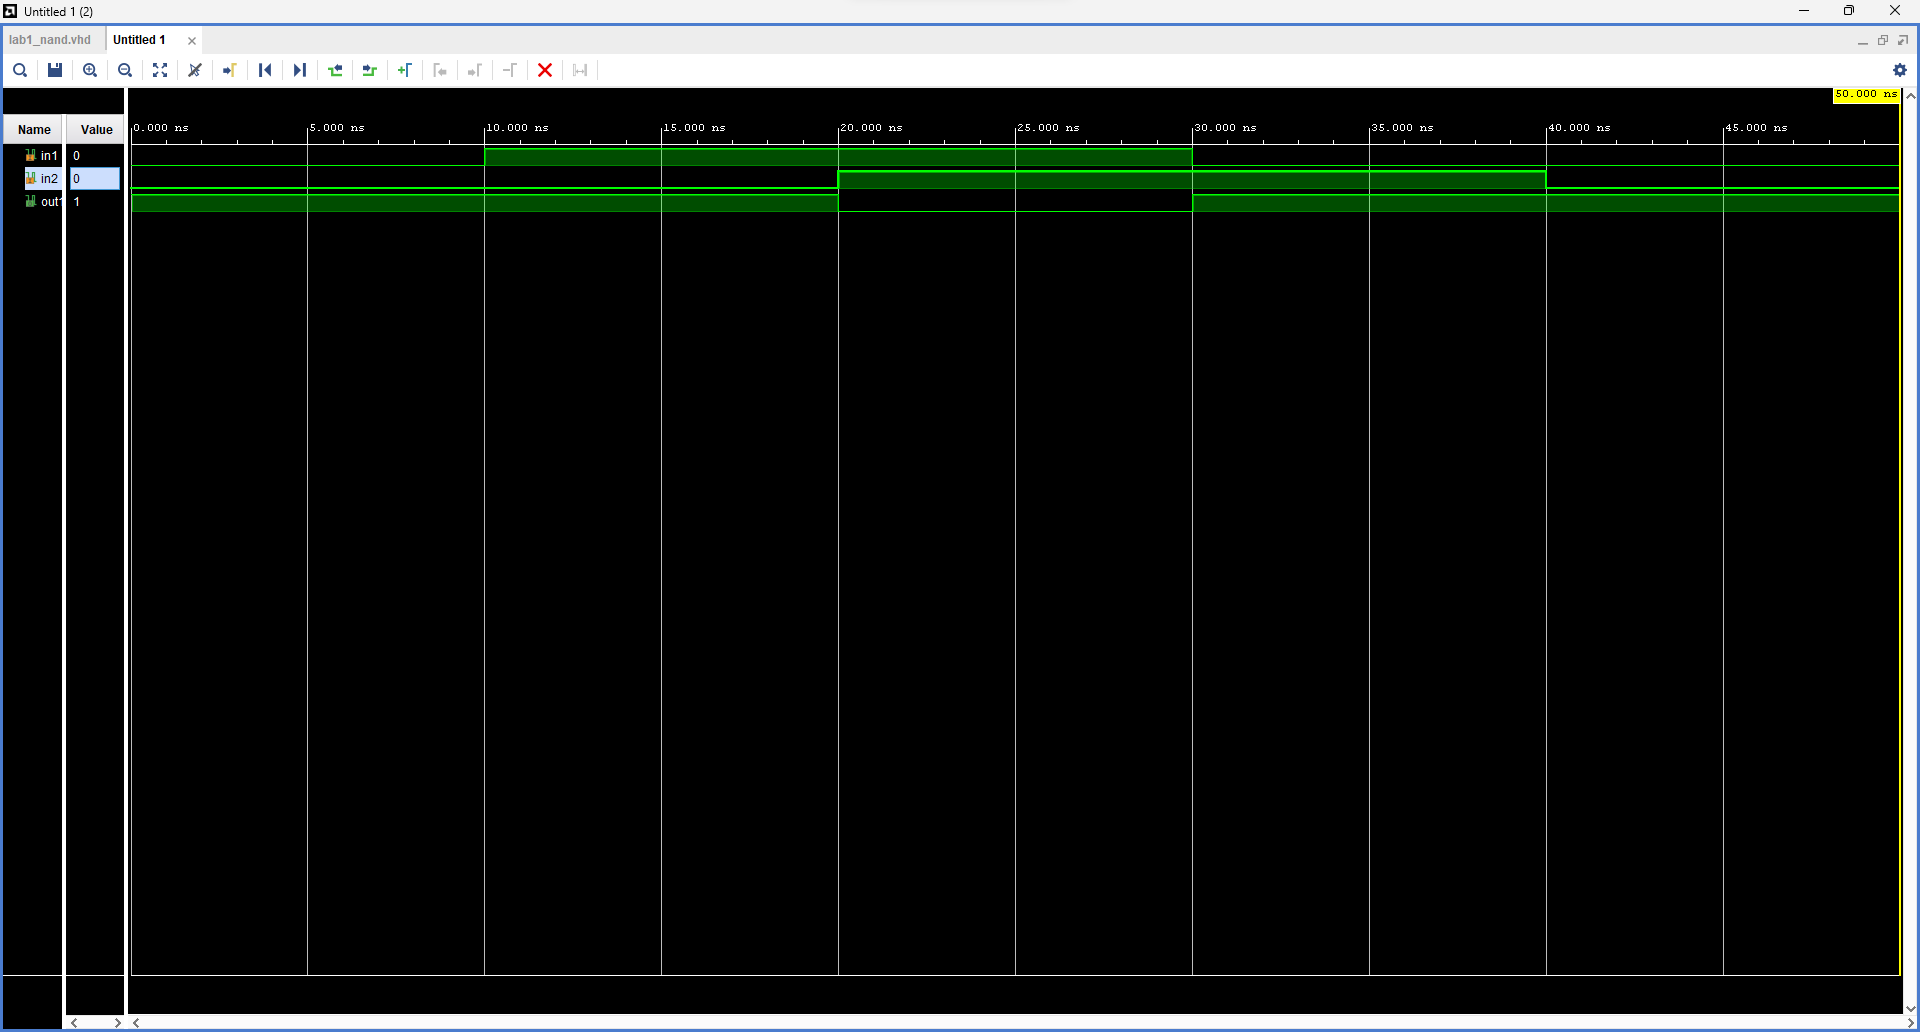 Untitled 1 (2)
lab1_nand.vhd Untitled 1
50.000 ns
Name Value 0.000 ns 5.000 ns 10.000 ns 15.000 ns 20.000 ns 25.000 ns 30.000 ns 35.000 ns 40.000 ns 45.000 ns
in1 0
in2 0
out1 1